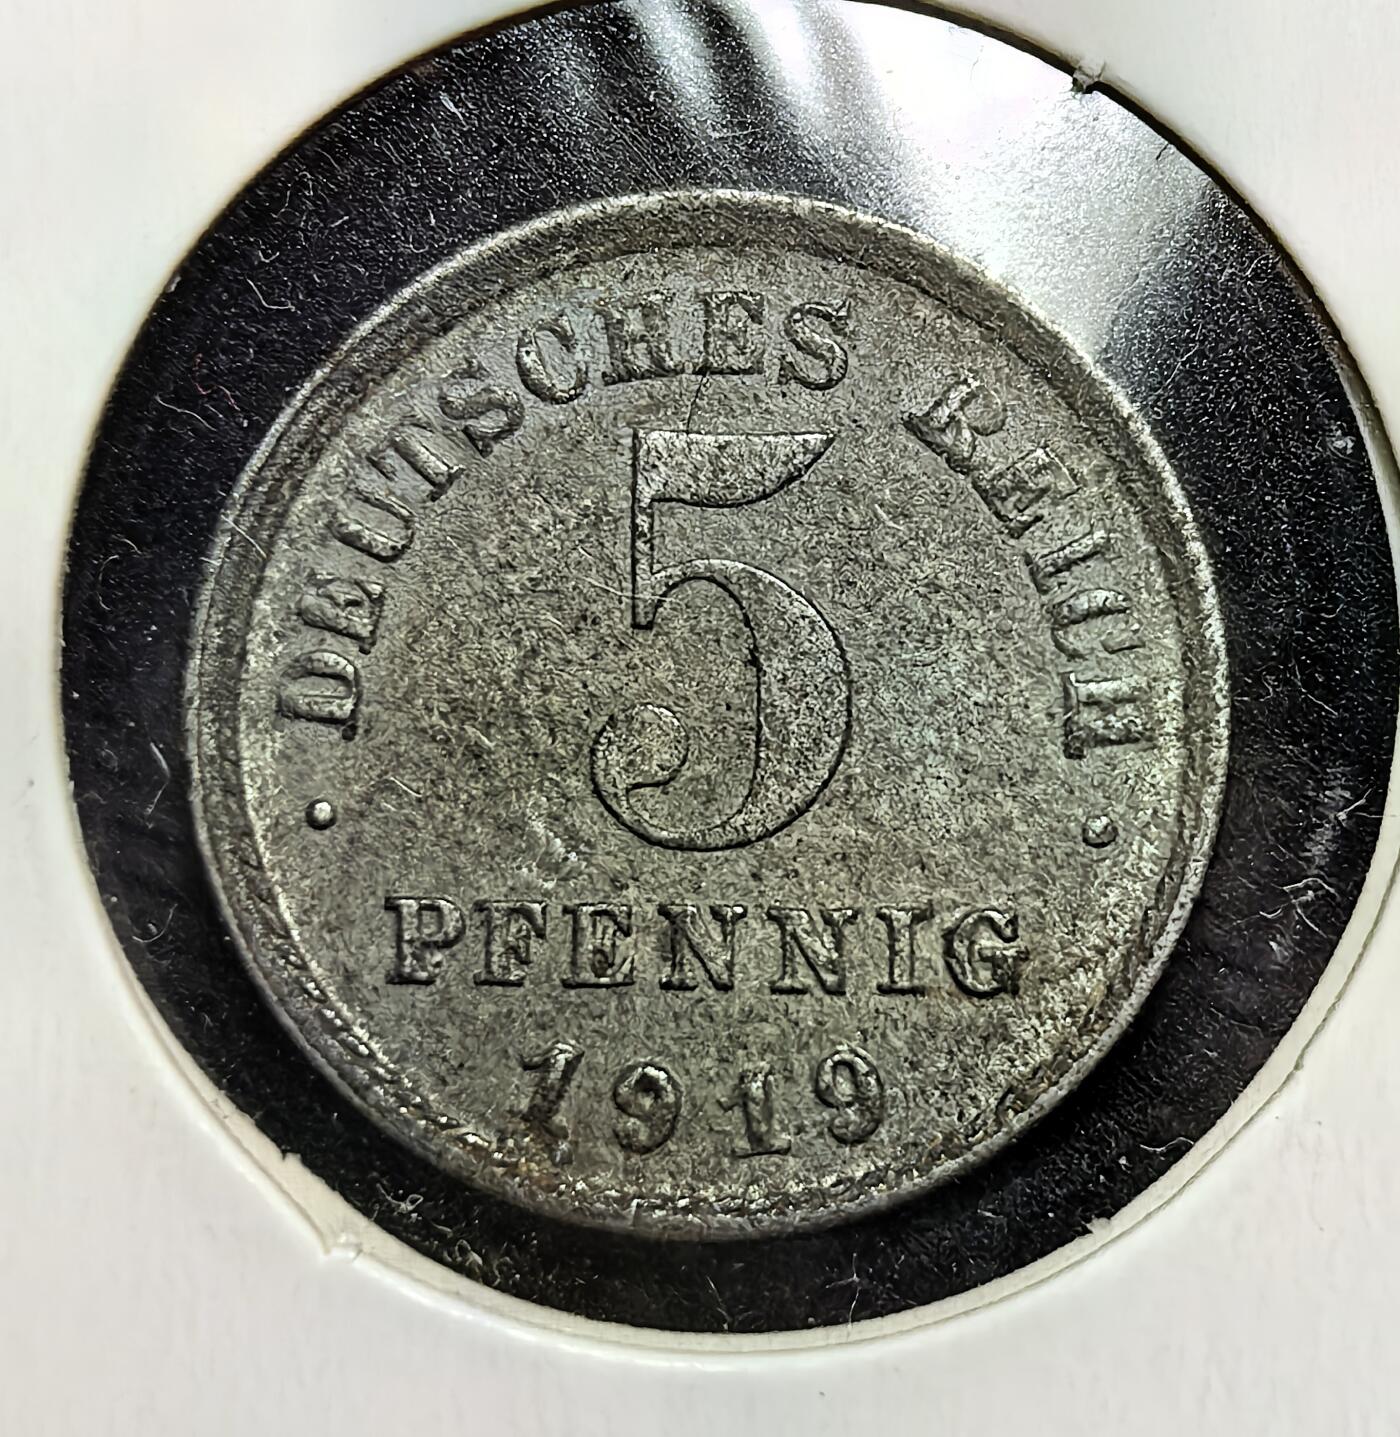 DEUTSCHES REICH
5
PFENNIG
1919